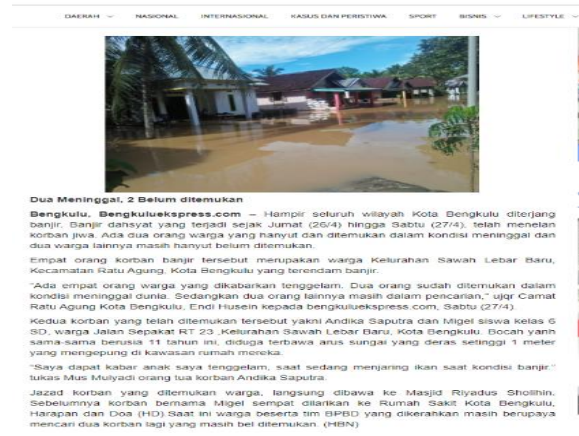 DAERAH NASIONAL INTERNASIONAL KASUS DAN PERISTIWA SPORT BISNIS LIFESTYLE
Dua Meninggal, 2 Belum ditemukan
Bengkulu, Bengkuluekspress.com – Hampir seluruh wilayah Kota Bengkulu diterjang
banjir. Banjir dahsyat yang terjadi sejak Jumat (26/4) hingga Sabtu (27/4), telah menelan
korban jiwa. Ada dua orang warga yang hanyut dan ditemukan dalam kondisi meninggal dan
dua warga lainnya masih hanyut belum ditemukan.
Empat orang korban banjir tersebut merupakan warga Kelurahan Sawah Lebar Baru,
Kecamatan Ratu Agung, Kota Bengkulu yang terendam banjir.
"Ada empat orang warga yang dikabarkan tenggelam. Dua orang sudah ditemukan dalam
kondisi meninggal dunia. Sedangkan dua orang lainnya masih dalam pencarian," ujqr Camat
Ratu Agung Kota Bengkulu, Endi Husein kepada bengkuluekspress.com, Sabtu (27/4).
Kedua korban yang telah ditemukan tersebut yakni Andika Saputra dan Migel siswa kelas 6
SD, warga Jalan Sepakat RT 23 ,Kelurahan Sawah Lebar Baru, Kota Bengkulu. Bocah yanh
sama-sama berusia 11 tahun ini, diduga terbawa arus sungai yang deras setinggi 1 meter
yang mengepung di kawasan rumah mereka.
"Saya dapat kabar anak saya tenggelam, saat sedang menjaring ikan saat kondisi banjir."
tukas Mus Mulyadi orang tua korban Andika Saputra.
Jazad korban yang ditemukan warga, langsung dibawa ke Masjid Riyadus Sholihin.
Sebelumnya korban bernama Migel sempat dilarikan ke Rumah Sakit Kota Bengkulu,
Harapan dan Doa (HD).Saat ini warga beserta tim BPBD yang dikerahkan masih berupaya
mencari dua korban lagi yang masih bel ditemukan. (HBN)